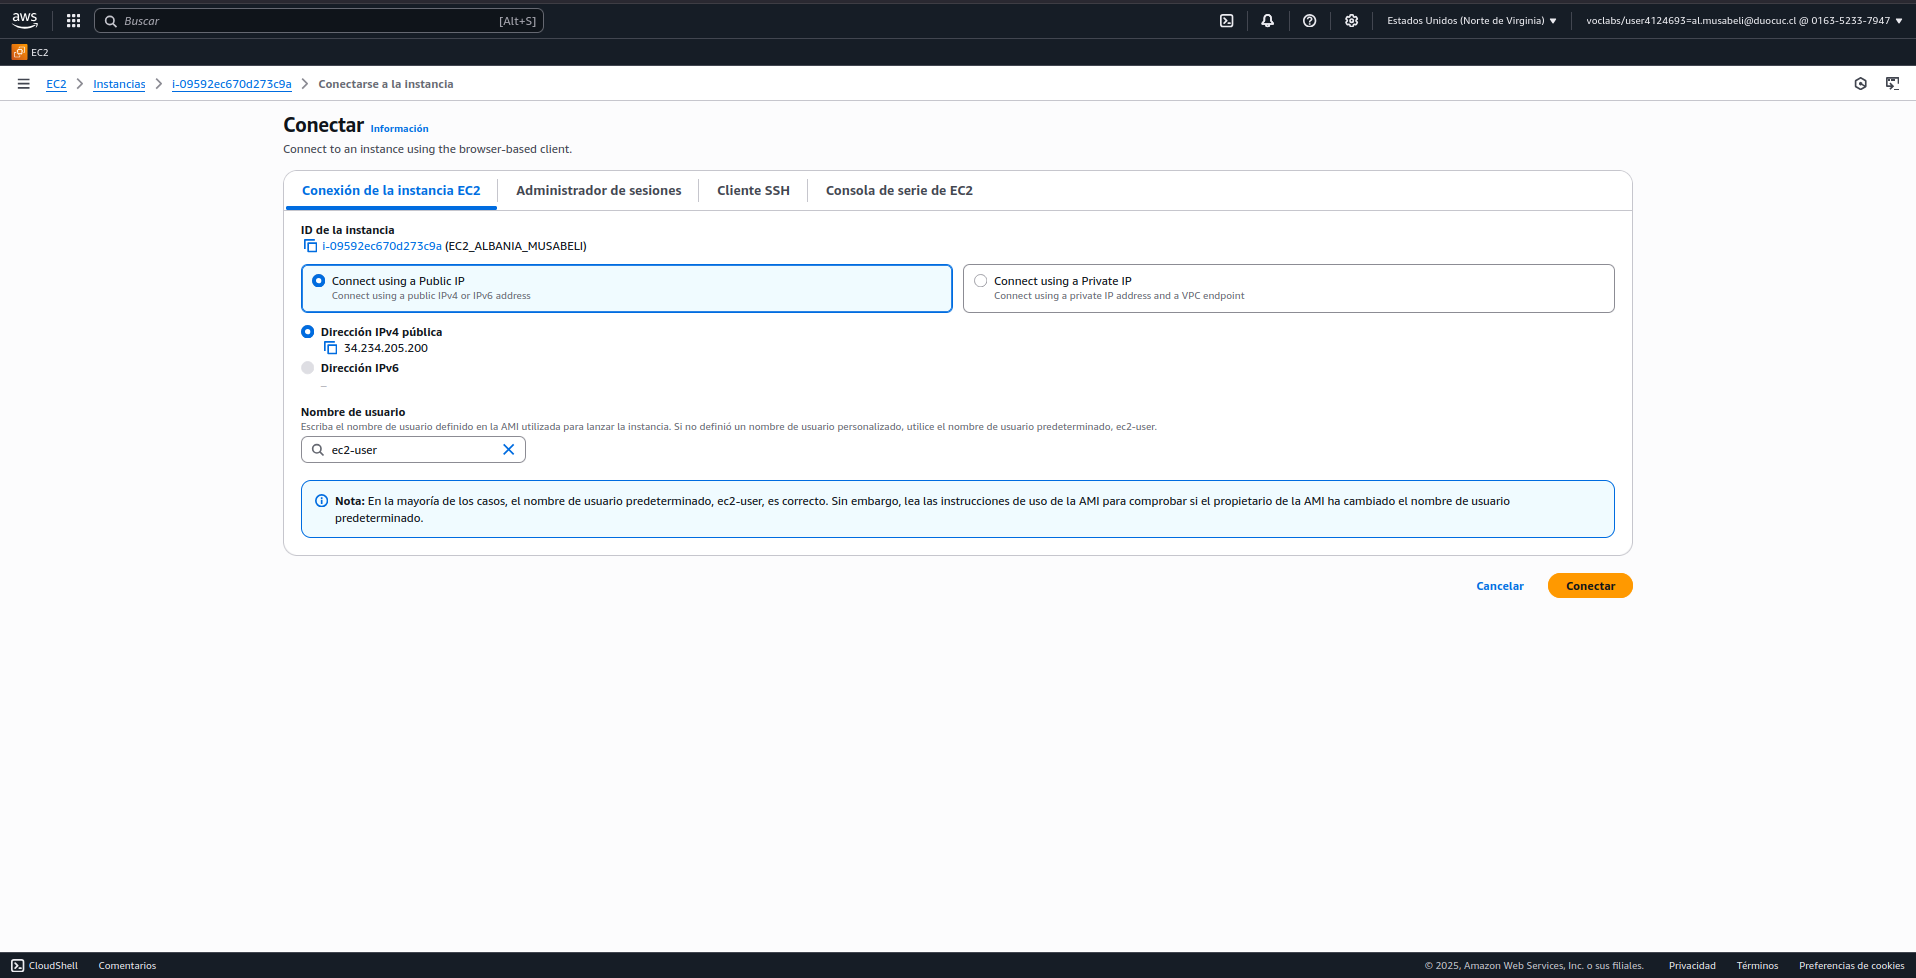 aws
Buscar
[Alt+S]
Estados Unidos (Norte de Virginia)
voclabs/user4124693=al.musabeli@duocuc.cl @ 0163-5233-7947
EC2
EC2
Instancias
i-09592ec670d273c9a
Conectarse a la instancia
Conectar
Información
Connect to an instance using the browser-based client.
Conexión de la instancia EC2
Administrador de sesiones
Cliente SSH
Consola de serie de EC2
ID de la instancia
i-09592ec670d273c9a (EC2_ALBANIA_MUSABELI)
Connect using a Public IP
Connect using a public IPv4 or IPv6 address
Connect using a Private IP
Connect using a private IP address and a VPC endpoint
Dirección IPv4 pública
34.234.205.200
Dirección IPv6
–
Nombre de usuario
Escriba el nombre de usuario definido en la AMI utilizada para lanzar la instancia. Si no definió un nombre de usuario personalizado, utilice el nombre de usuario predeterminado, ec2-user.
ec2-user
Nota: En la mayoría de los casos, el nombre de usuario predeterminado, ec2-user, es correcto. Sin embargo, lea las instrucciones de uso de la AMI para comprobar si el propietario de la AMI ha cambiado el nombre de usuario
predeterminado.
Cancelar
Conectar
CloudShell
Comentarios
© 2025, Amazon Web Services, Inc. o sus filiales.
Privacidad
Términos
Preferencias de cookies